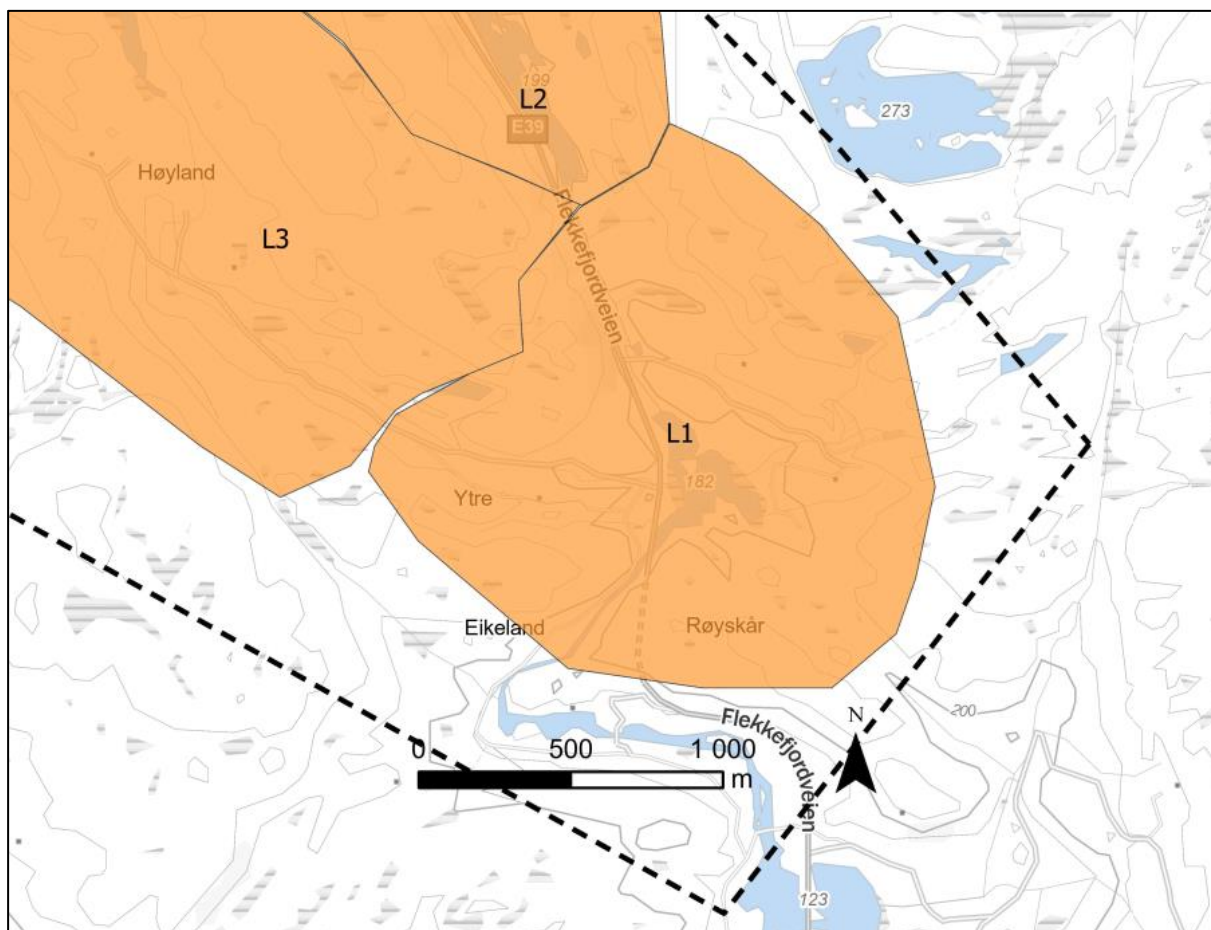 199
L2
E39
273
Høyland
L3
Flekkefjordveien
L1
182
Ytre
Eikeland
Røyskår
200
N
Flekkefjordveien
0 500 1 000
m
123